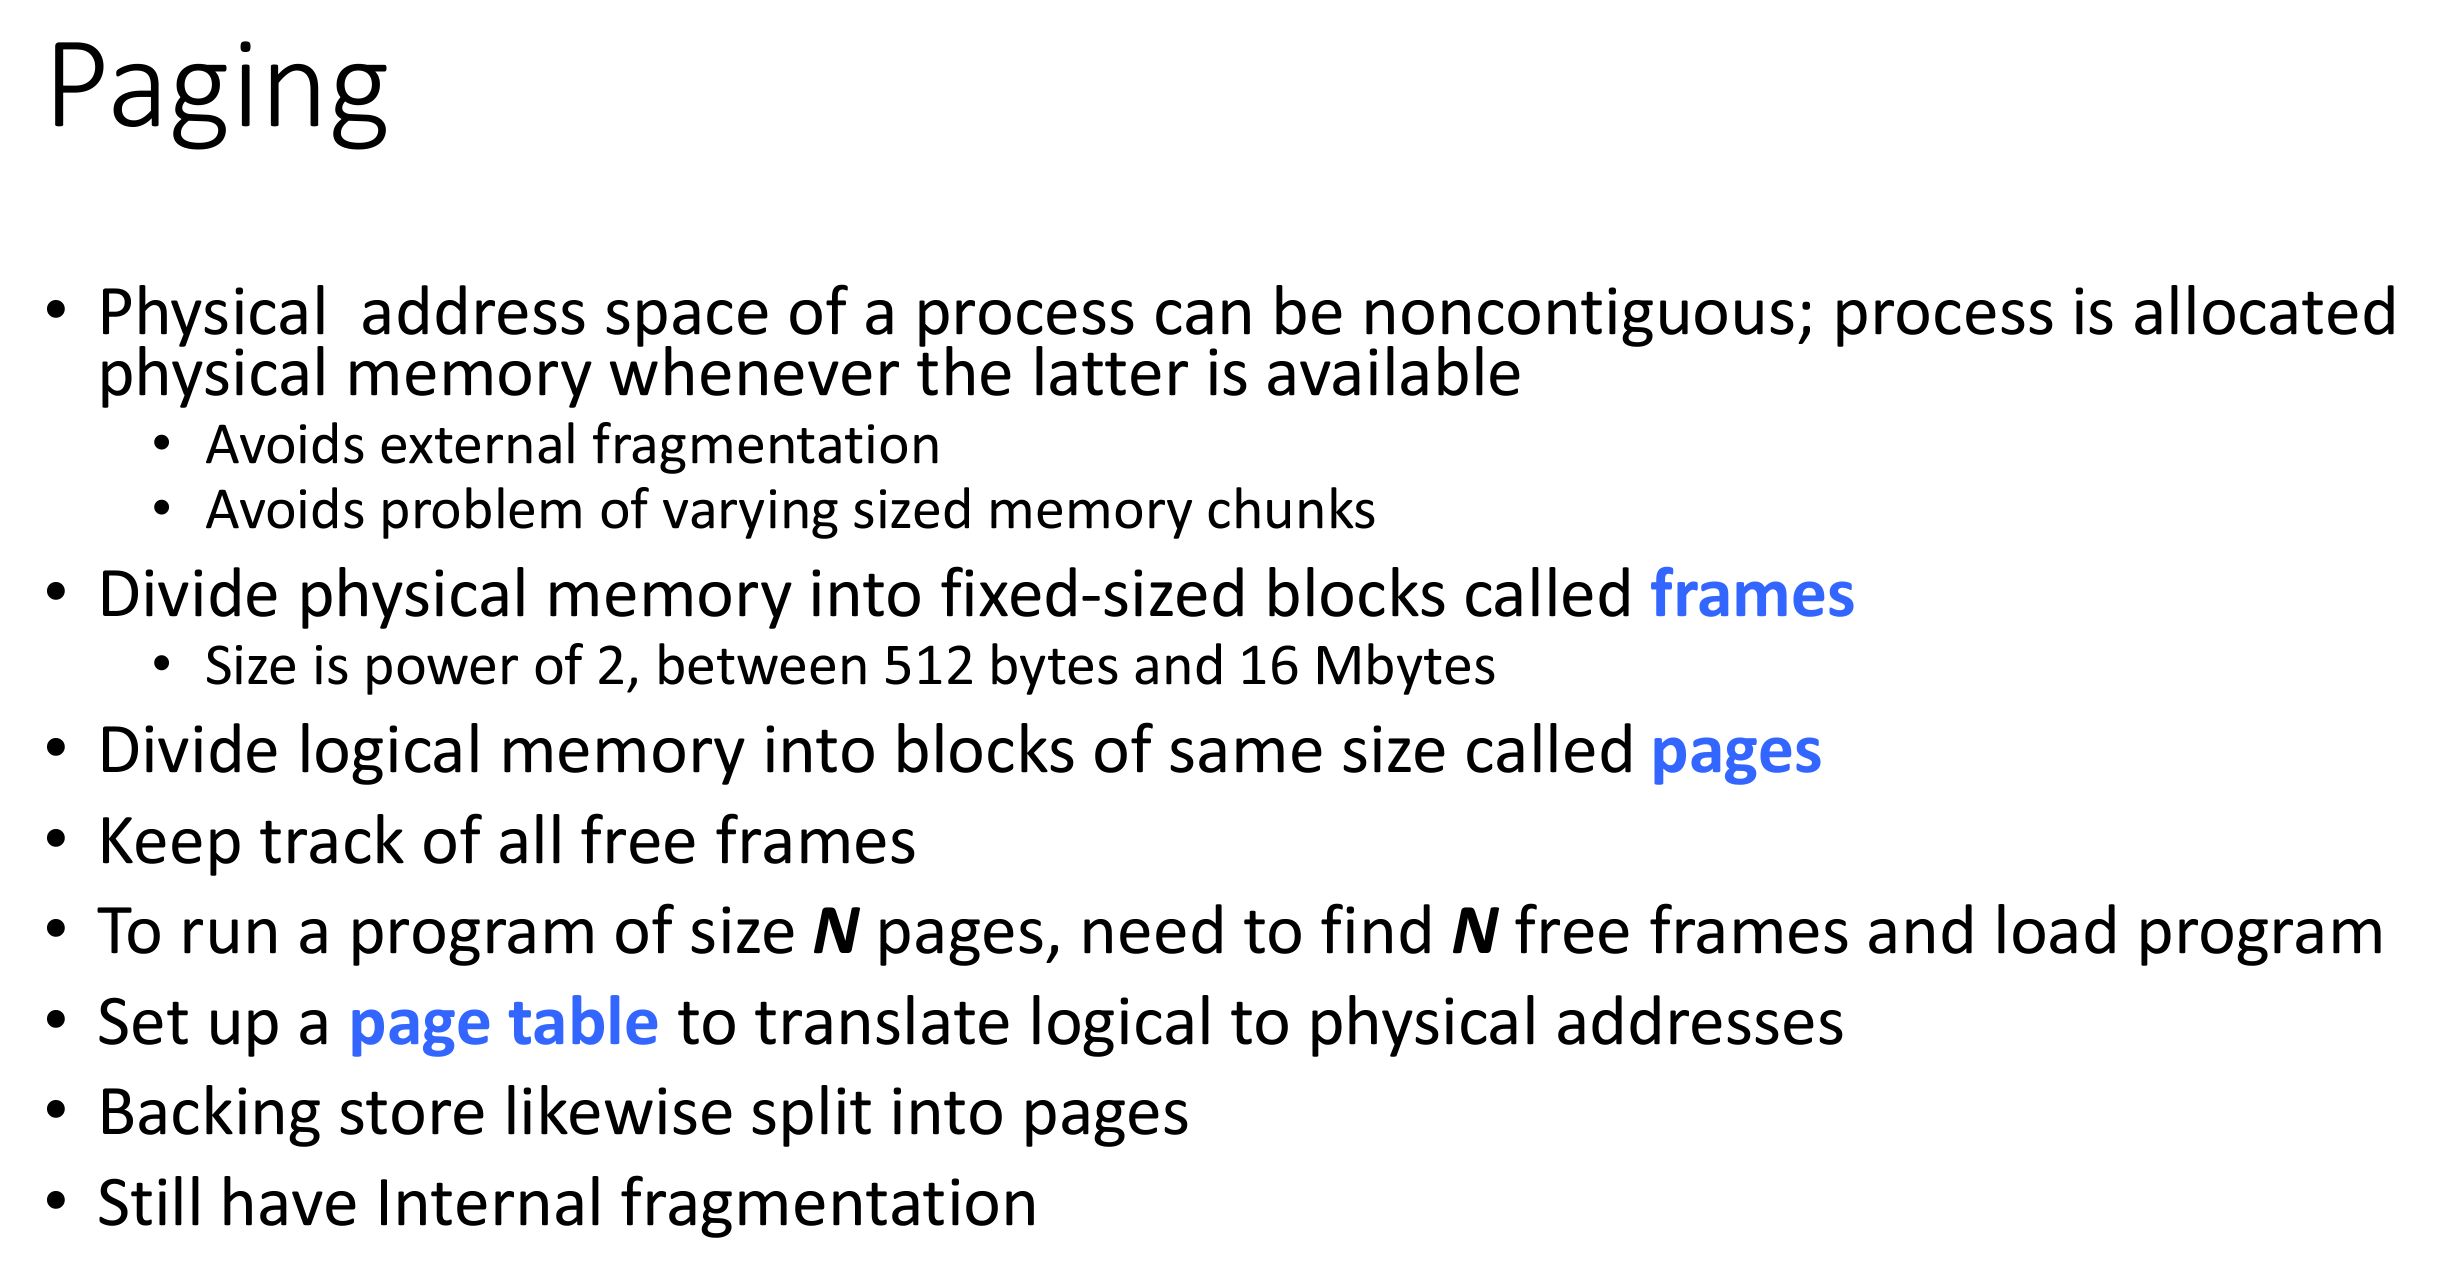 Paging
• Physical  address space of a process can be noncontiguous; process is allocated
physical memory whenever the latter is available
• Avoids external fragmentation
• Avoids problem of varying sized memory chunks
• Divide physical memory into fixed-sized blocks called frames
• Size is power of 2, between 512 bytes and 16 Mbytes
• Divide logical memory into blocks of same size called pages
• Keep track of all free frames
• To run a program of size N pages, need to find N free frames and load program
• Set up a page table to translate logical to physical addresses
• Backing store likewise split into pages
• Still have Internal fragmentation